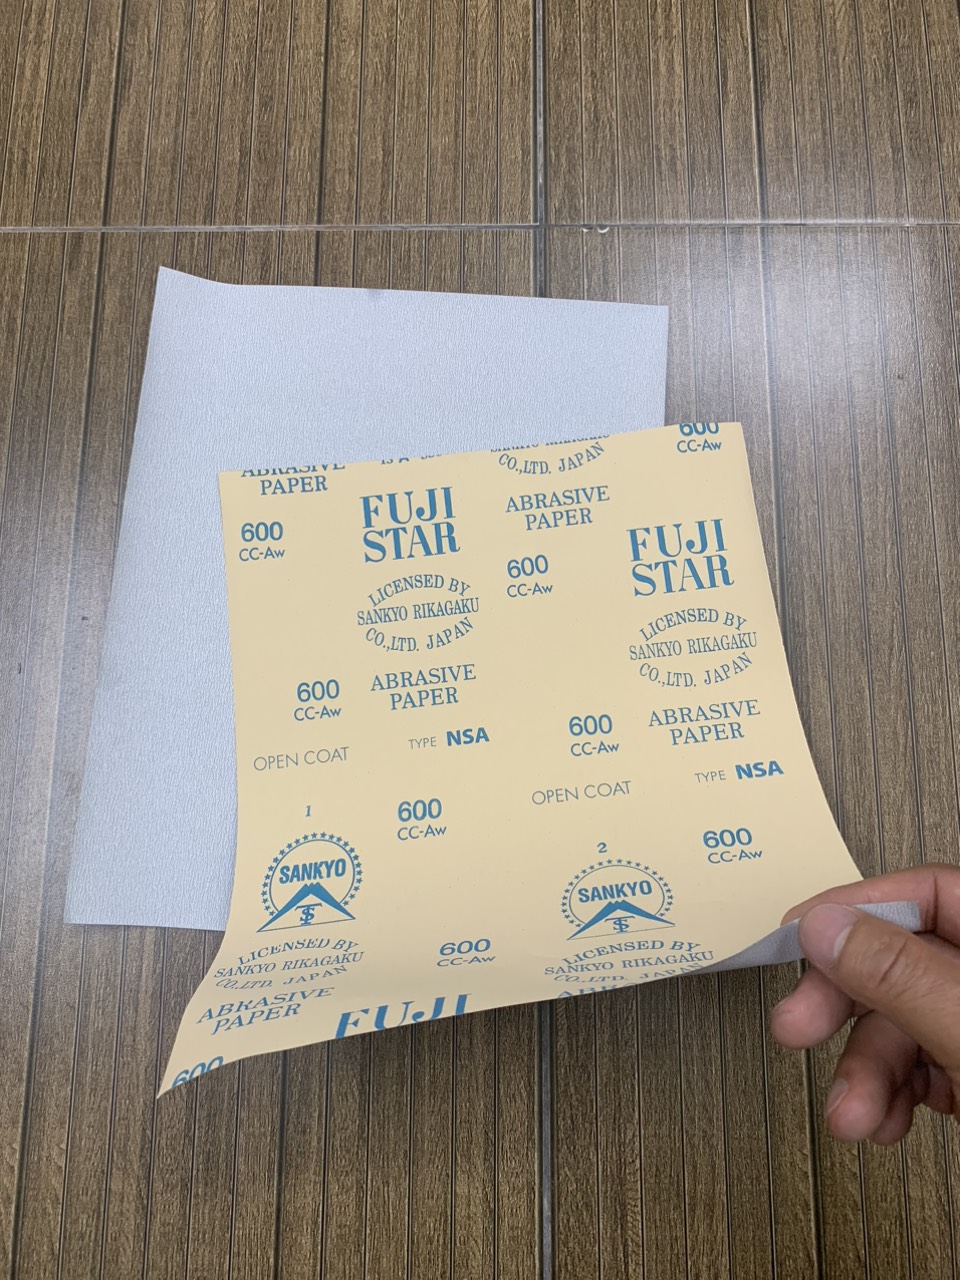 ABRASIVE
PAPER
CO.,LTD. JAPAN
600
CC-Aw
600
CC-Aw
FUJI
STAR
ABRASIVE
PAPER
FUJI
STAR
600
CC-Aw
LICENSED BY
SANKYO RIKAGAKU
CO.,LTD. JAPAN
LICENSED BY
SANKYO RIKAGAKU
CO.,LTD. JAPAN
600
CC-Aw
ABRASIVE
PAPER
600
CC-Aw
ABRASIVE
PAPER
OPEN COAT
TYPE NSA
OPEN COAT
TYPE NSA
1
600
CC-Aw
2
600
CC-Aw
SANKYO
SANKYO
LICENSED BY
SANKYO RIKAGAKU
CO.,LTD. JAPAN
600
CC-Aw
LICENSED BY
SANKYO RIKAGAKU
CO.,LTD. JAPAN
ABRASIVE
PAPER
FUJI
600